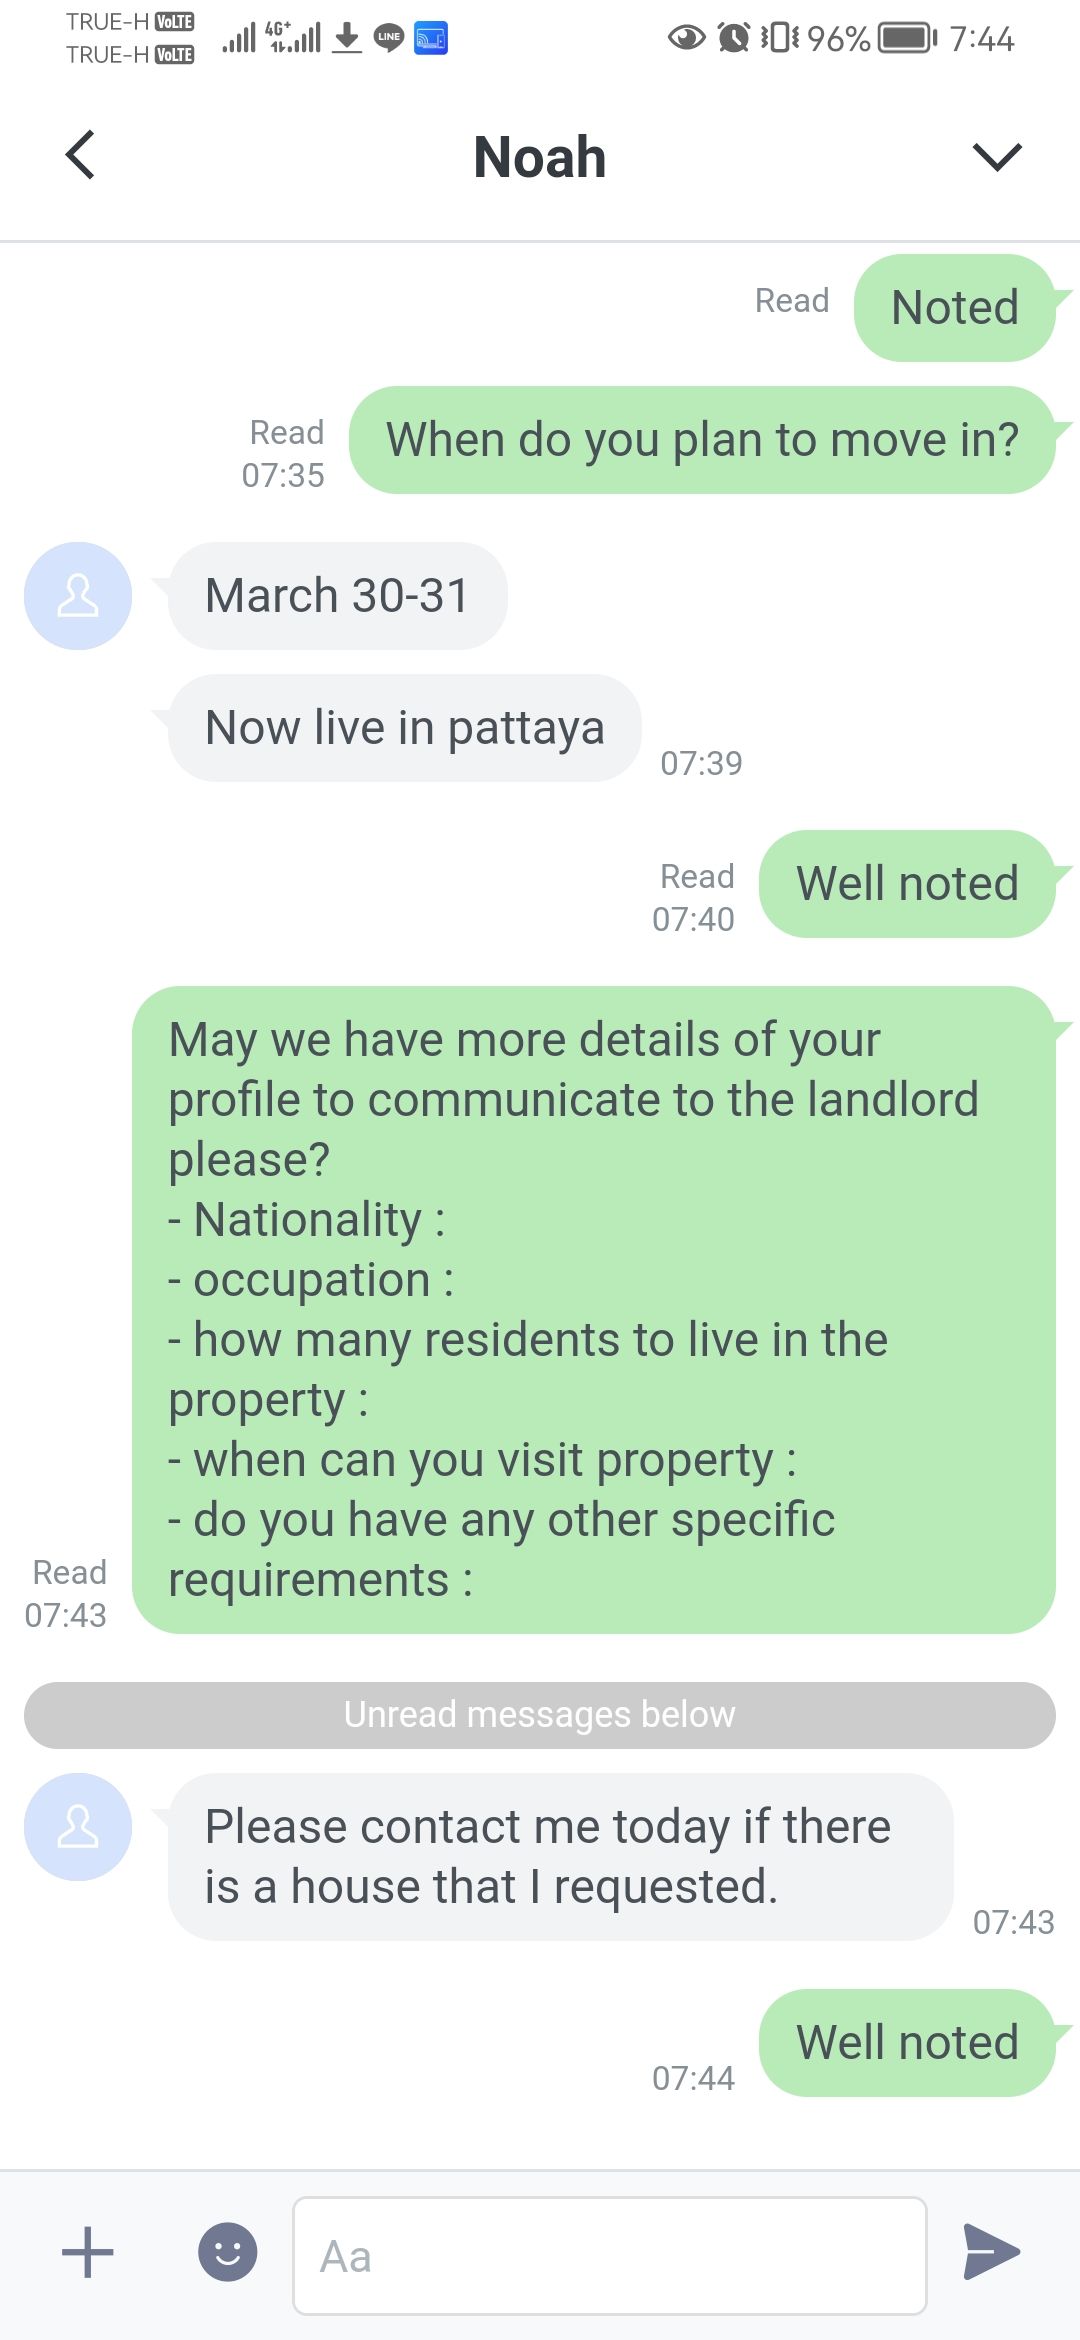 TRUE-H VoLTE
TRUE-H VoLTE
4G+
LINE
96%
7:44
Noah
Read
Noted
Read
07:35
When do you plan to move in?
March 30-31
Now live in pattaya
07:39
Read
07:40
Well noted
May we have more details of your
profile to communicate to the landlord
please?
- Nationality :
- occupation :
- how many residents to live in the
property :
- when can you visit property :
- do you have any other specific
requirements :
Read
07:43
Unread messages below
Please contact me today if there
is a house that I requested.
07:43
Well noted
07:44
Aa